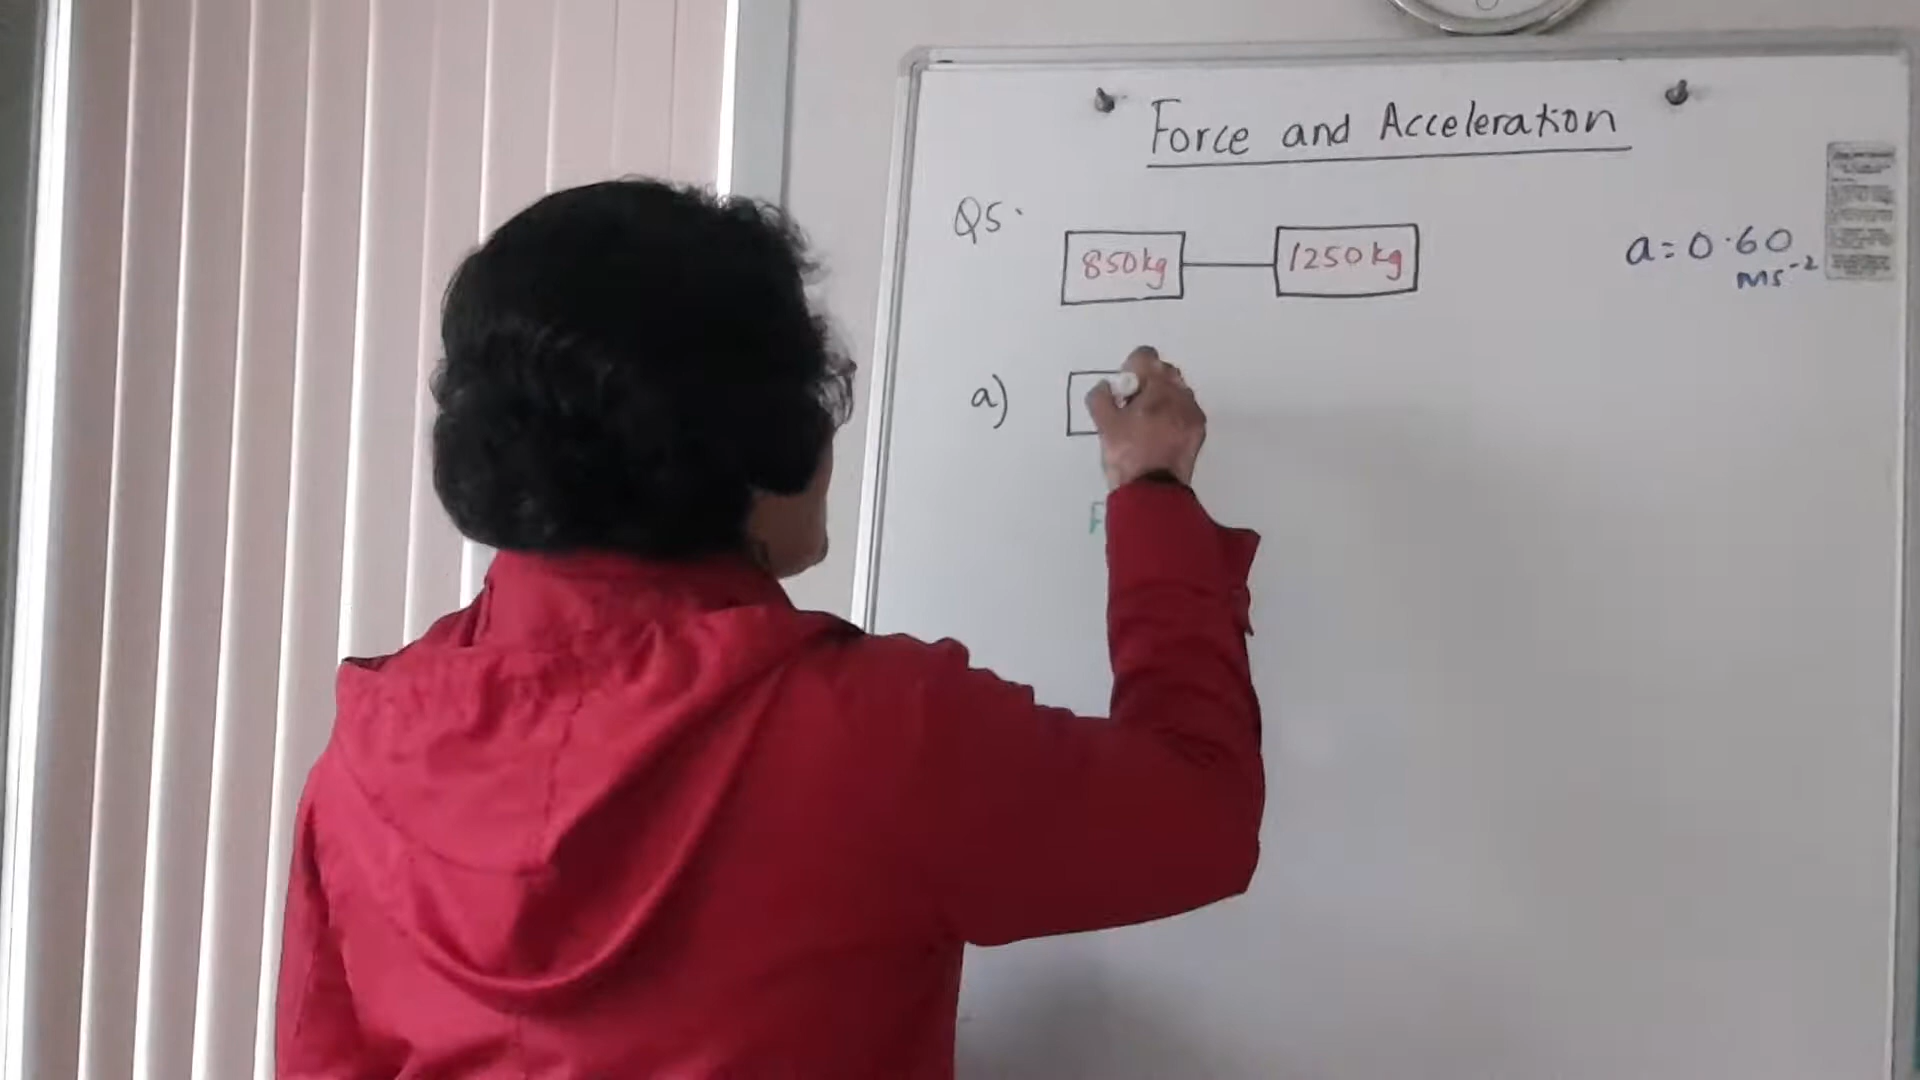 Force and Acceleration
Q5.
850kg
1250kg
a=0.60
ms⁻²
a)
F